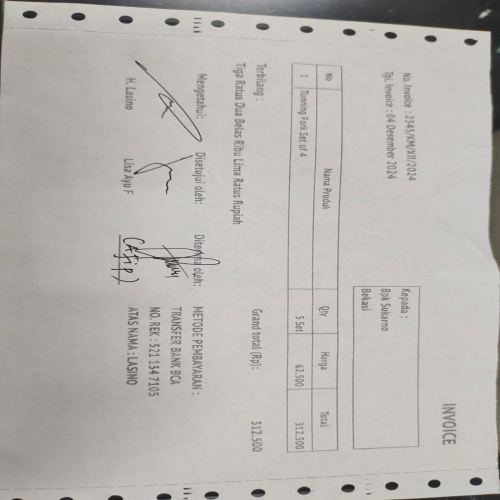 INVOICE
No. Invoice : 2345/KM/XII/2024
Tgl. Invoice : 04 Desember 2024
Kepada :
Bpk Sukarno
Bekasi
No Nama Produk Qty Harga Total
1 Tunning Fork Set of 4 5 Set 62.500 312.500
Grand total (Rp): 312.500
Terbilang :
Tiga Ratus Dua Belas Ribu Lima Ratus Rupiah
Mengetahui: Disetujui oleh: Diterima oleh:
H. Lasino Lisa Ayu F (Ajip)
METODE PEMBAYARAN :
TRANSFER BANK BCA
NO. REK : 521 134 7105
ATAS NAMA : LASINO